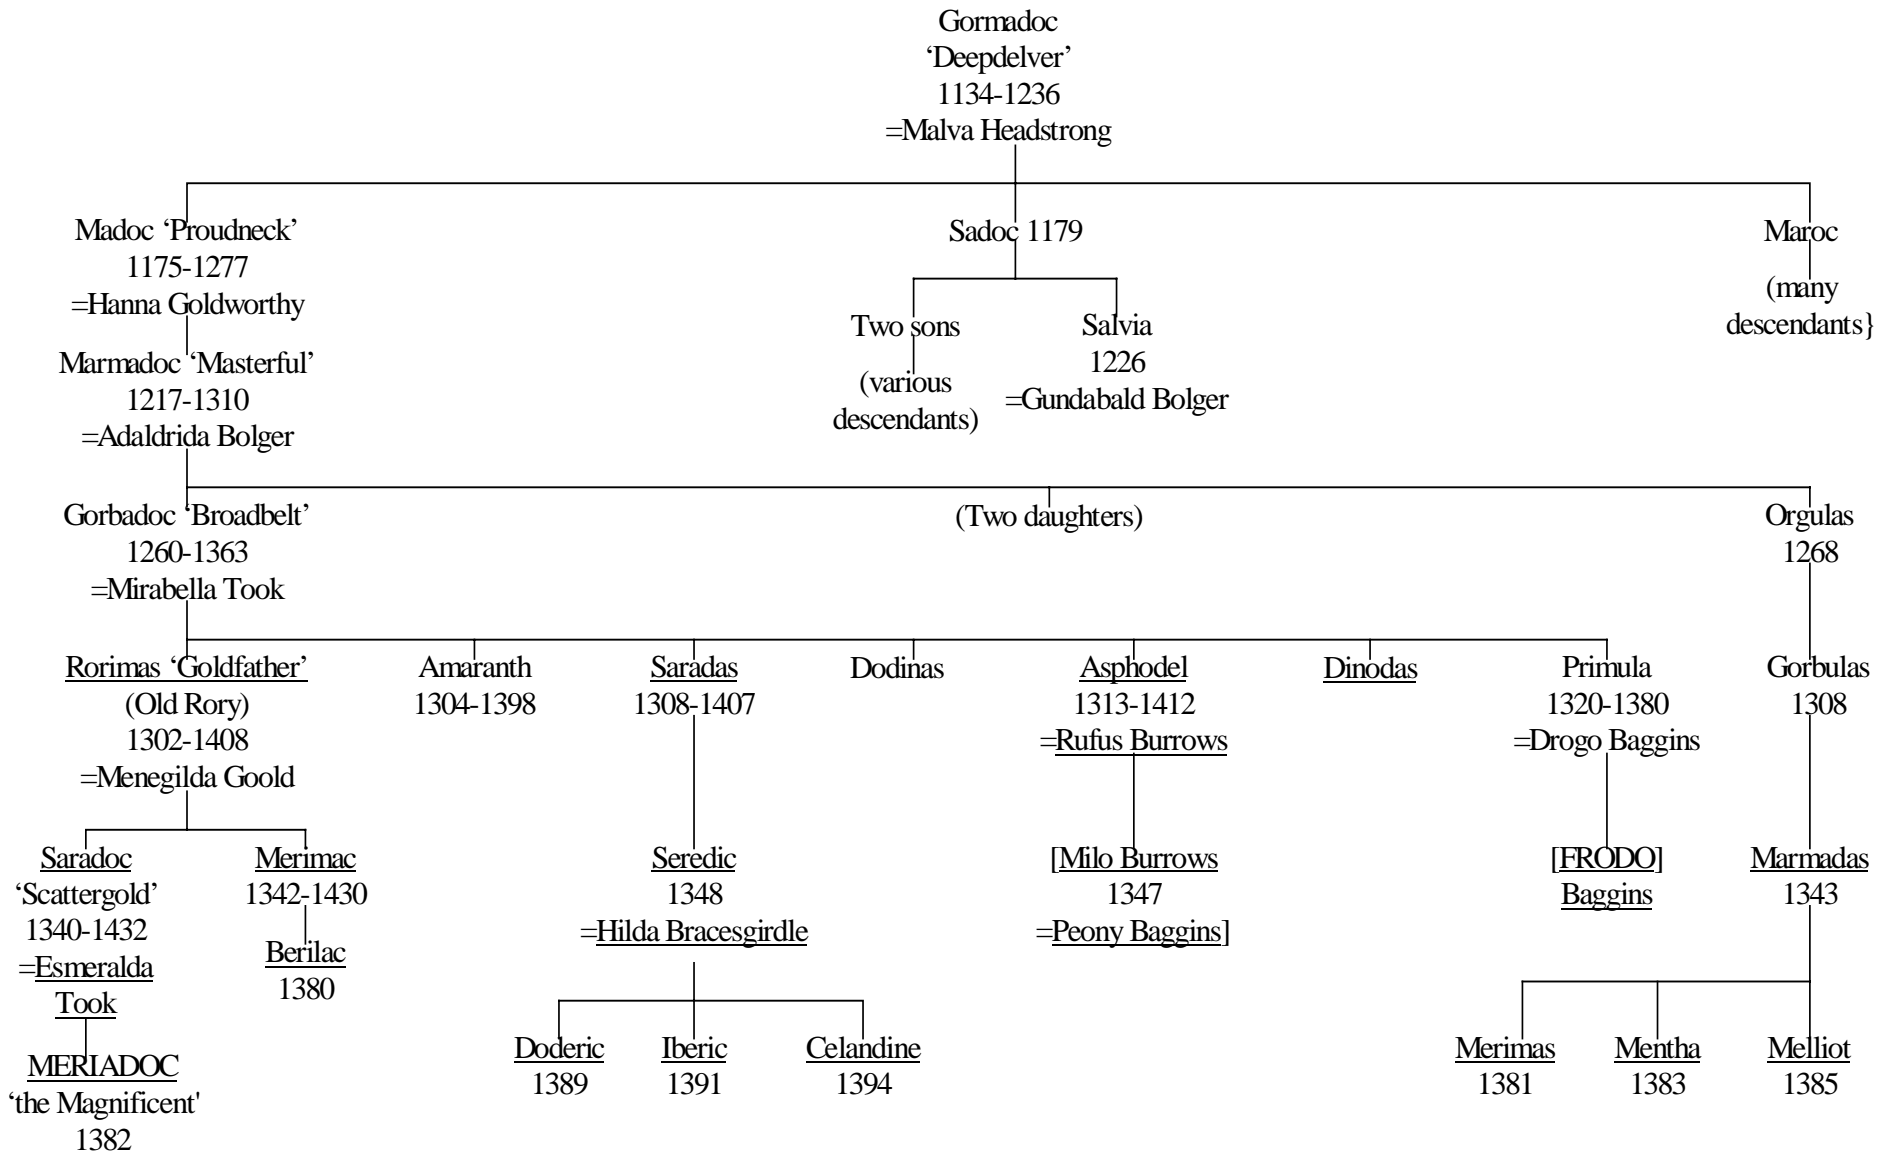 Gormadoc
‘Deepdelver’
1134-1236
=Malva Headstrong
Madoc ‘Proudneck’
1175-1277
=Hanna Goldworthy
Sadoc 1179
Maroc
(many
descendants}
Two sons
(various
descendants)
Salvia
1226
=Gundabald Bolger
Marmadoc ‘Masterful’
1217-1310
=Adaldrida Bolger
Gorbadoc ‘Broadbelt’
1260-1363
=Mirabella Took
(Two daughters)
Orgulas
1268
Rorimas ‘Goldfather’
(Old Rory)
1302-1408
=Menegilda Goold
Amaranth
1304-1398
Saradas
1308-1407
Dodinas
Asphodel
1313-1412
=Rufus Burrows
Dinodas
Primula
1320-1380
=Drogo Baggins
Gorbulas
1308
Saradoc
‘Scattergold’
1340-1432
=Esmeralda
Took
Merimac
1342-1430
Berilac
1380
Seredic
1348
=Hilda Bracesgirdle
[Milo Burrows
1347
=Peony Baggins]
[FRODO]
Baggins
Marmadas
1343
MERIADOC
‘the Magnificent'
1382
Doderic
1389
Iberic
1391
Celandine
1394
Merimas
1381
Mentha
1383
Melliot
1385